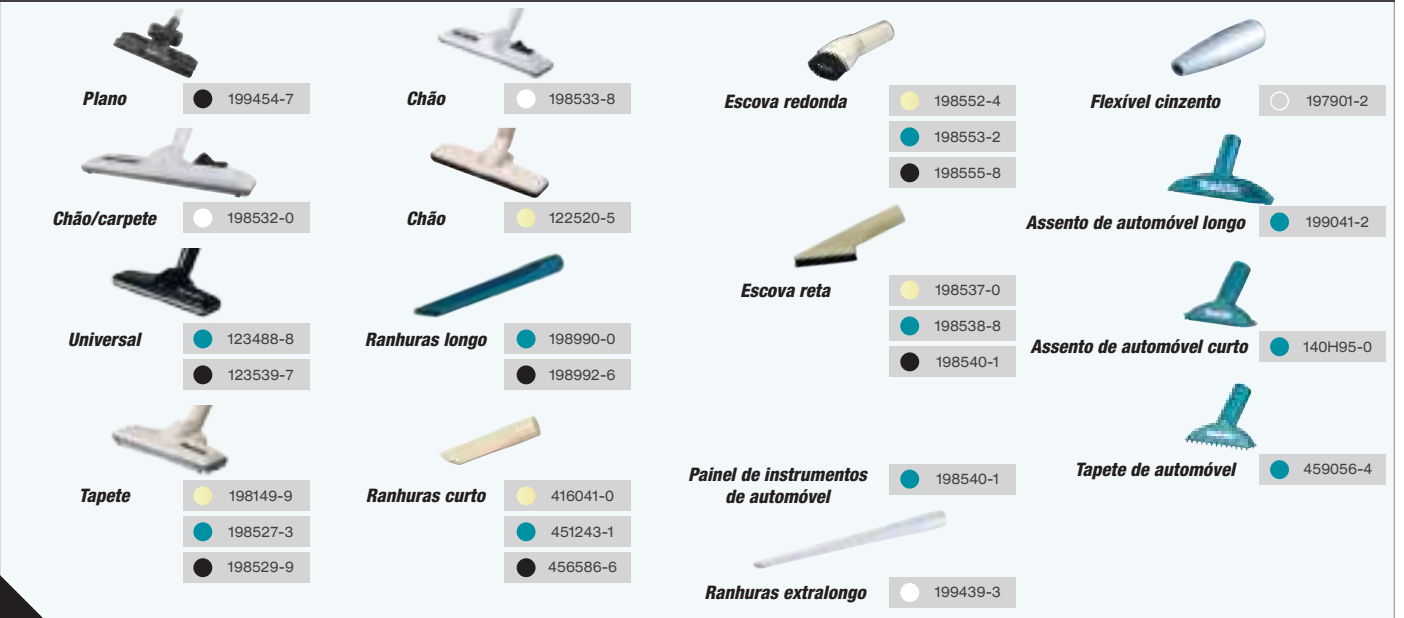 Plano
199454-7
Chão
198533-8
Escova redonda
198552-4
198553-2
198555-8
Flexível cinzento
197901-2
Chão/carpete
198532-0
Chão
122520-5
Assento de automóvel longo
199041-2
Escova reta
198537-0
198538-8
198540-1
Universal
123488-8
123539-7
Ranhuras longo
198990-0
198992-6
Assento de automóvel curto
140H95-0
Tapete
198149-9
198527-3
198529-9
Ranhuras curto
416041-0
451243-1
456586-6
Painel de instrumentos
de automóvel
198540-1
Tapete de automóvel
459056-4
Ranhuras extralongo
199439-3